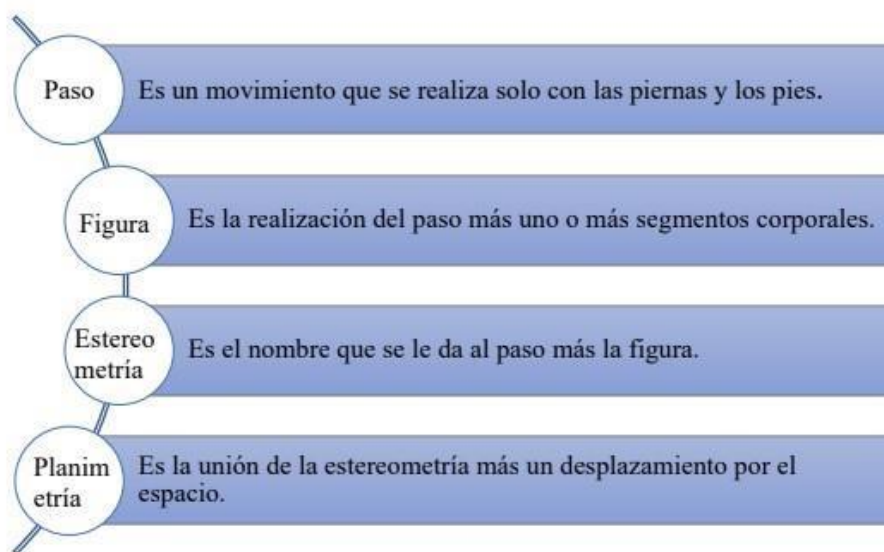 Paso
Es un movimiento que se realiza solo con las piernas y los pies.
Figura
Es la realización del paso más uno o más segmentos corporales.
Estereo
metría
Es el nombre que se le da al paso más la figura.
Planim
etría
Es la unión de la estereometría más un desplazamiento por el
espacio.